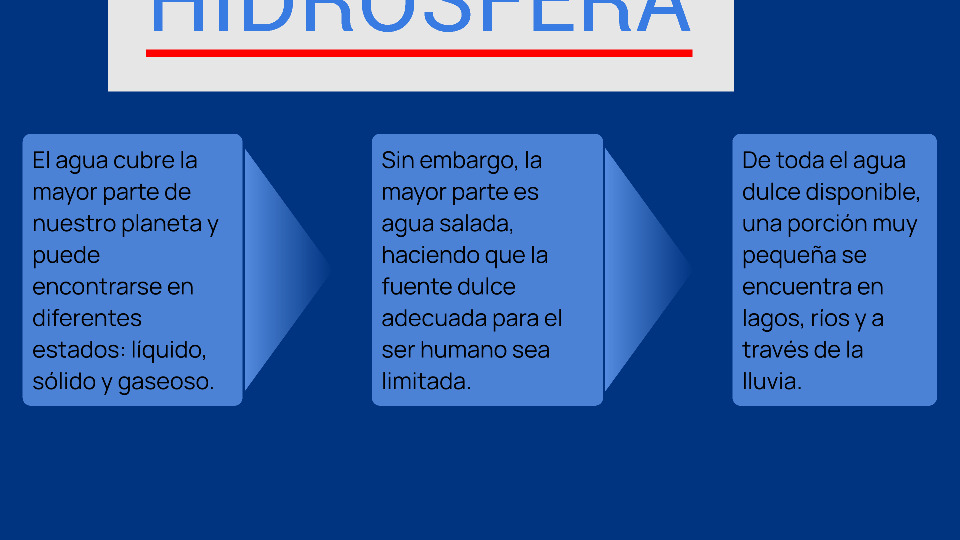 HIDROSFERA
El agua cubre la
mayor parte de
nuestro planeta y
puede
encontrarse en
diferentes
estados: líquido,
sólido y gaseoso.
Sin embargo, la
mayor parte es
agua salada,
haciendo que la
fuente dulce
adecuada para el
ser humano sea
limitada.
De toda el agua
dulce disponible,
una porción muy
pequeña se
encuentra en
lagos, ríos y a
través de la
lluvia.